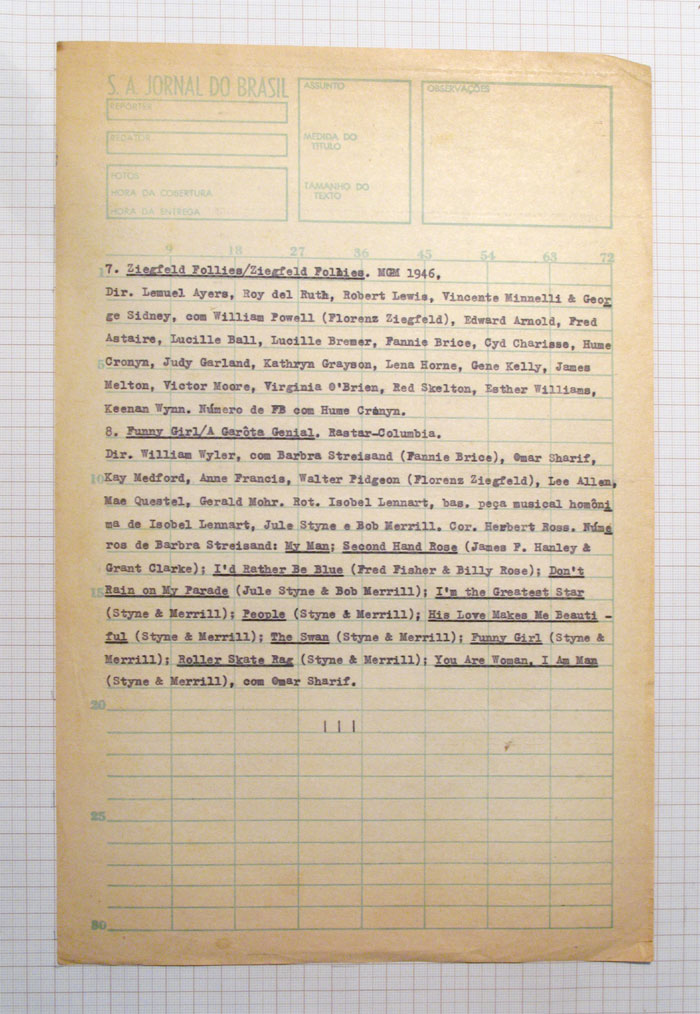 S. A. JORNAL DO BRASIL
REPÓRTER
REDATOR
FOTOS
HORA DA COBERTURA
HORA DA ENTREGA
ASSUNTO
MEDIDA DO
TÍTULO
TAMANHO DO
TEXTO
OBSERVAÇÕES
9 18 27 36 45 54 63 72
1 7. Ziegfeld Follies/Ziegfeld Follies. MGM 1946,
Dir. Lemuel Ayers, Roy del Ruth, Robert Lewis, Vincente Minnelli & Geor
ge Sidney, com William Powell (Florenz Ziegfeld), Edward Arnold, Fred
Astaire, Lucille Ball, Lucille Bremer, Fannie Brice, Cyd Charisse, Hume
5 Cronyn, Judy Garland, Kathryn Grayson, Lena Horne, Gene Kelly, James
Melton, Victor Moore, Virginia O'Brien, Red Skelton, Esther Williams,
Keenan Wynn. Número de FB com Hume Cronyn.
8. Funny Girl/A Garôta Genial. Rastar-Columbia.
Dir. William Wyler, com Barbra Streisand (Fannie Brice), Omar Sharif,
10 Kay Medford, Anne Francis, Walter Pidgeon (Florenz Ziegfeld), Lee Allen,
Mae Questel, Gerald Mohr. Rot. Isobel Lennart, bas. peça musical homôni
ma de Isobel Lennart, Jule Styne e Bob Merrill. Cor. Herbert Ross. Núme
ros de Barbra Streisand: My Man; Second Hand Rose (James F. Hanley &
Grant Clarke); I'd Rather Be Blue (Fred Fisher & Billy Rose); Don't
15 Rain on My Parade (Jule Styne & Bob Merrill); I'm the Greatest Star
(Styne & Merrill); People (Styne & Merrill); His Love Makes Me Beauti -
ful (Styne & Merrill); The Swan (Styne & Merrill); Funny Girl (Styne &
Merrill); Roller Skate Rag (Styne & Merrill); You Are Woman, I Am Man
(Styne & Merrill), com Omar Sharif.
20
| | |
25
30